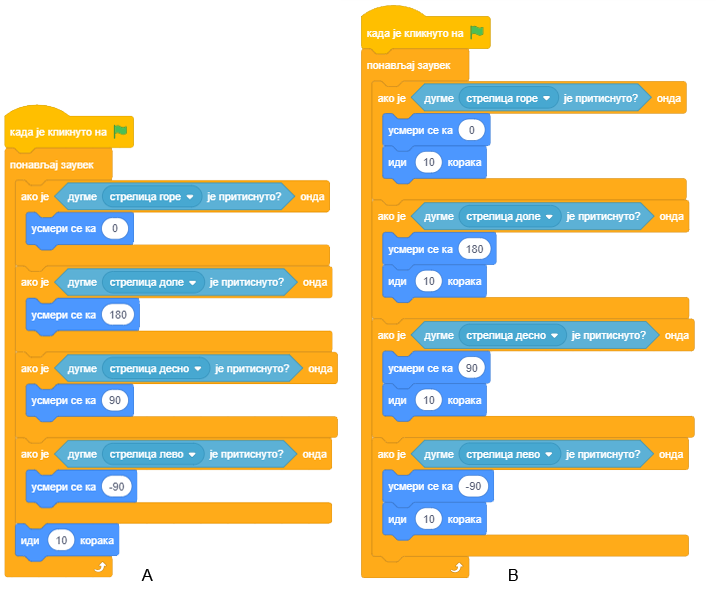 када је кликнуто на
понављај заувек
ако је дугме стрелица горе је притиснуто? онда
усмери се ка 0
ако је дугме стрелица доле је притиснуто? онда
усмери се ка 180
ако је дугме стрелица десно је притиснуто? онда
усмери се ка 90
ако је дугме стрелица лево је притиснуто? онда
усмери се ка -90
иди 10 корака
A
када је кликнуто на
понављај заувек
ако је дугме стрелица горе је притиснуто? онда
усмери се ка 0
иди 10 корака
ако је дугме стрелица доле је притиснуто? онда
усмери се ка 180
иди 10 корака
ако је дугме стрелица десно је притиснуто? онда
усмери се ка 90
иди 10 корака
ако је дугме стрелица лево је притиснуто? онда
усмери се ка -90
иди 10 корака
B